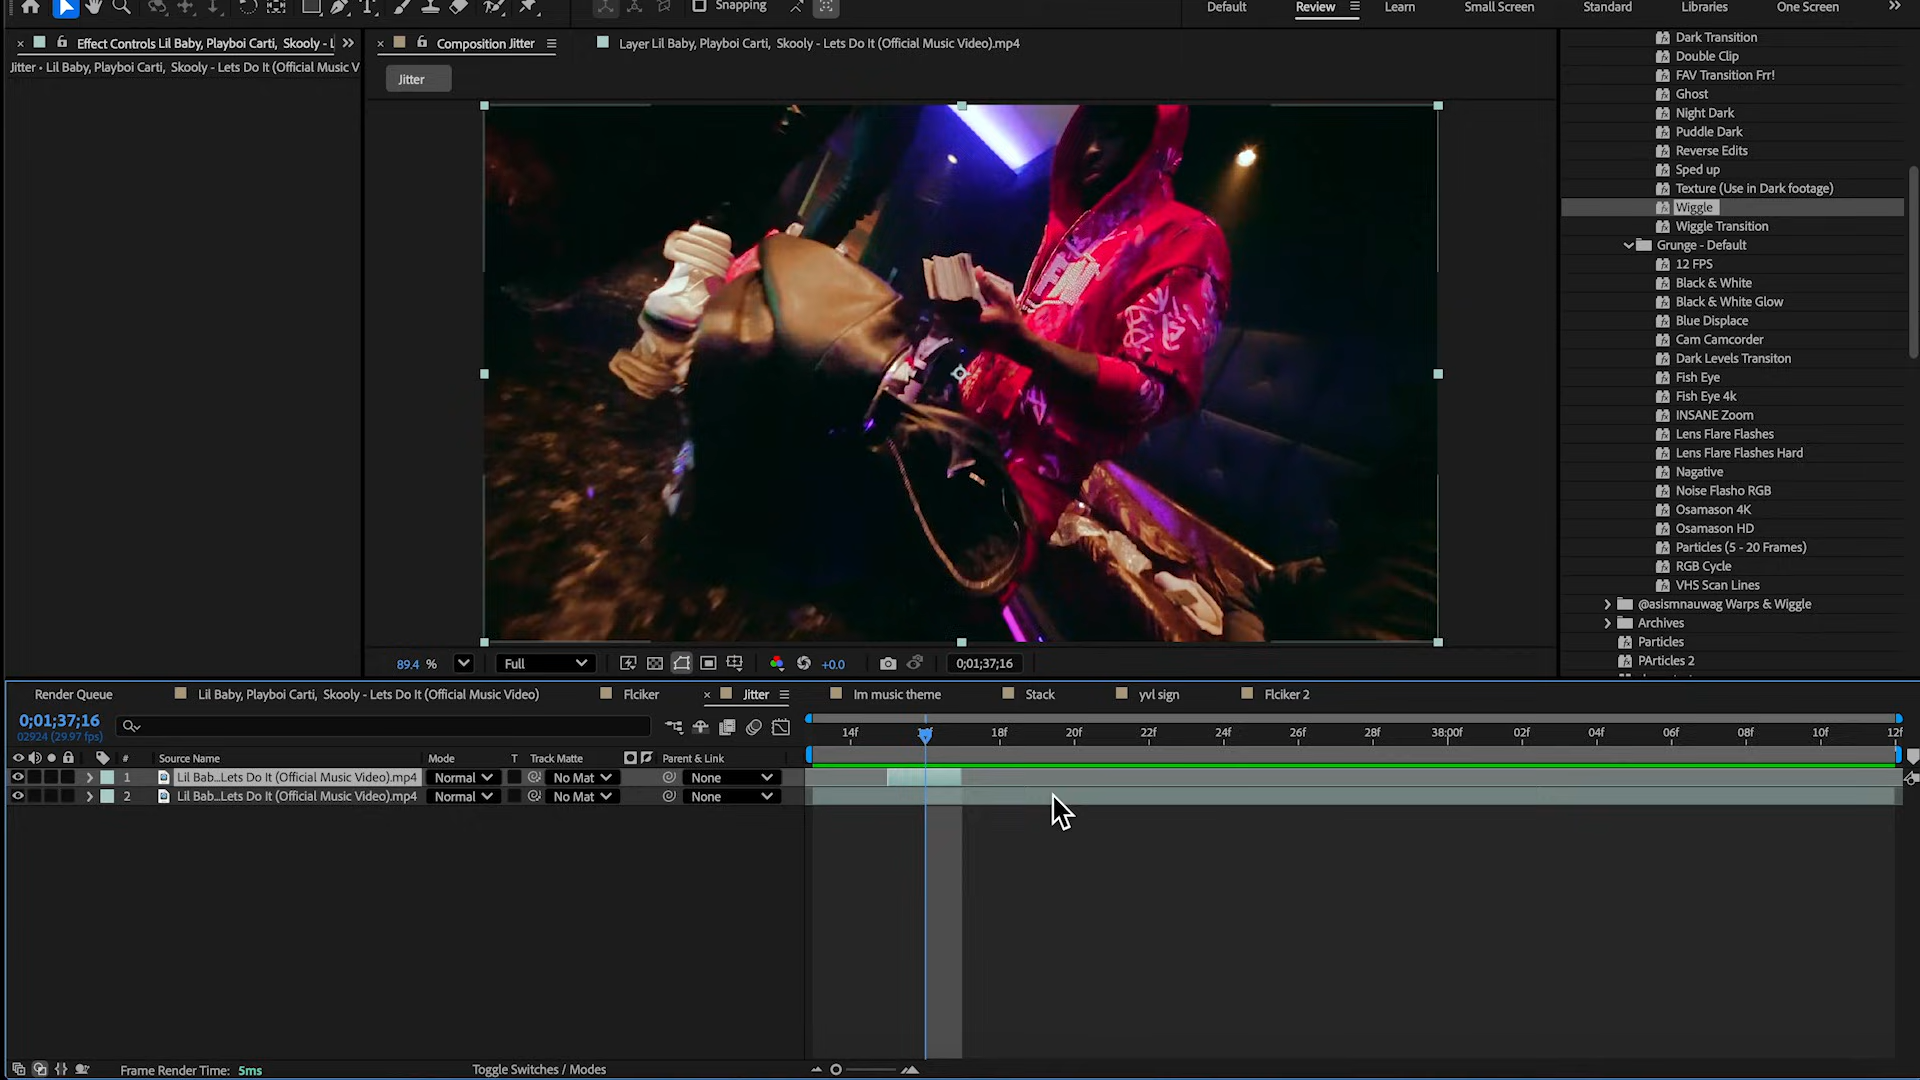 Snapping
Default
Review
Learn
Small Screen
Standard
Libraries
One Screen
Effect Controls Lil Baby, Playboi Carti, Skooly - L
Composition Jitter
Layer Lil Baby, Playboi Carti, Skooly - Lets Do It (Official Music Video).mp4
Jitter • Lil Baby, Playboi Carti, Skooly - Lets Do It (Official Music V
Jitter
Dark Transition
Double Clip
FAV Transition Frr!
Ghost
Night Dark
Puddle Dark
Reverse Edits
Sped up
Texture (Use in Dark footage)
Wiggle
Wiggle Transition
Grunge - Default
12 FPS
Black & White
Black & White Glow
Blue Displace
Cam Camcorder
Dark Levels Transiton
Fish Eye
Fish Eye 4k
INSANE Zoom
Lens Flare Flashes
Lens Flare Flashes Hard
Nagative
Noise Flasho RGB
Osamason 4K
Osamason HD
Particles (5 - 20 Frames)
RGB Cycle
VHS Scan Lines
@asismnauwag Warps & Wiggle
Archives
Particles
PArticles 2
89.4 %
Full
+0.0
0;01;37;16
Render Queue
Lil Baby, Playboi Carti, Skooly - Lets Do It (Official Music Video)
Flciker
Jitter
Im music theme
Stack
yvl sign
Flciker 2
0;01;37;16
02924 (29.97 fps)
14f
18f
20f
22f
24f
26f
28f
38:00f
02f
04f
06f
08f
10f
12f
#
Source Name
Mode
T
Track Matte
Parent & Link
1
Lil Bab...Lets Do It (Official Music Video).mp4
Normal
No Mat
None
2
Lil Bab...Lets Do It (Official Music Video).mp4
Normal
No Mat
None
Frame Render Time: 5ms
Toggle Switches / Modes